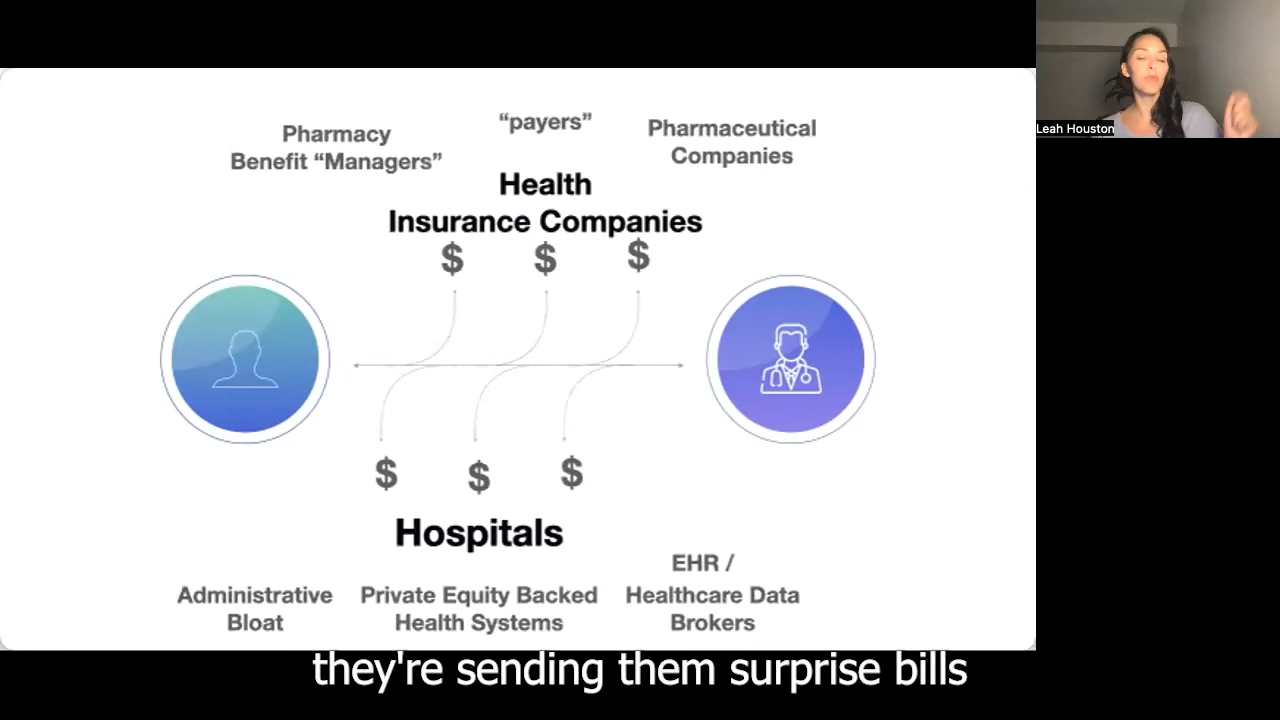 "payers"
Pharmacy
Benefit "Managers"
Pharmaceutical
Companies
Health
Insurance Companies
$ $ $
Leah Houston
$ $ $
Hospitals
Administrative
Bloat
Private Equity Backed
Health Systems
EHR /
Healthcare Data
Brokers
they're sending them surprise bills